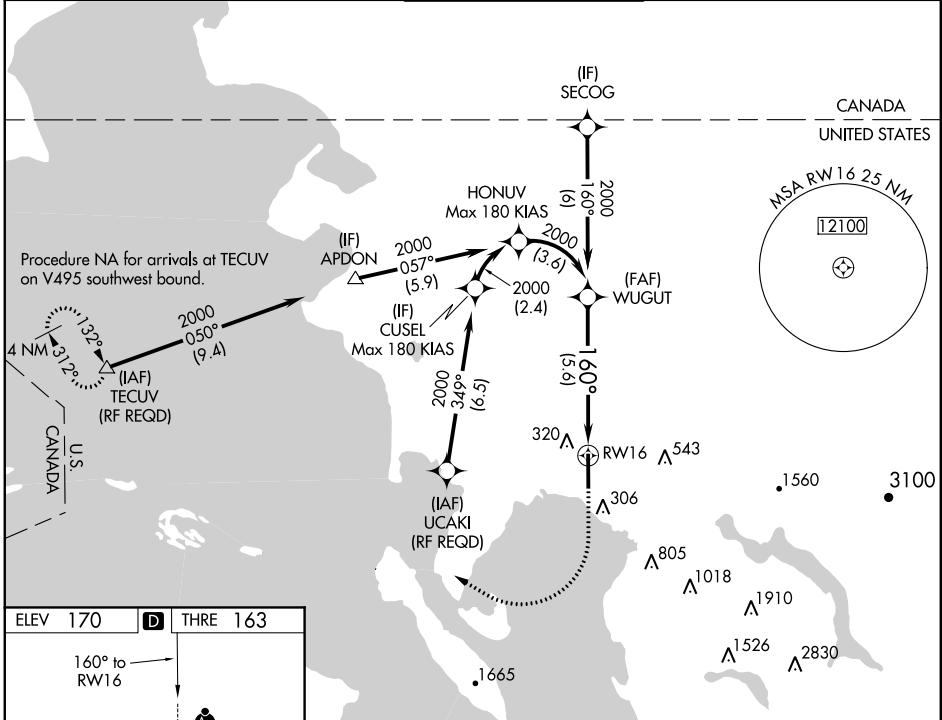 (IF)
SECOG
CANADA
UNITED STATES
MSA RW16 25 NM
12100
HONUV
Max 180 KIAS
2000
160°
(6)
(IF)
APDON
2000
057°
(5.9)
2000
(3.6)
Procedure NA for arrivals at TECUV
on V495 southwest bound.
2000
(2.4)
(FAF)
WUGUT
(IF)
CUSEL
Max 180 KIAS
2000
050°
(9.4)
132°
4 NM
312°
(IAF)
TECUV
(RF REQD)
160°
(5.6)
2000
349°
(6.5)
U.S.
CANADA
320
RW16
543
1560
3100
306
(IAF)
UCAKI
(RF REQD)
805
1018
1910
1526
2830
1665
ELEV 170 D THRE 163
160° to
RW16